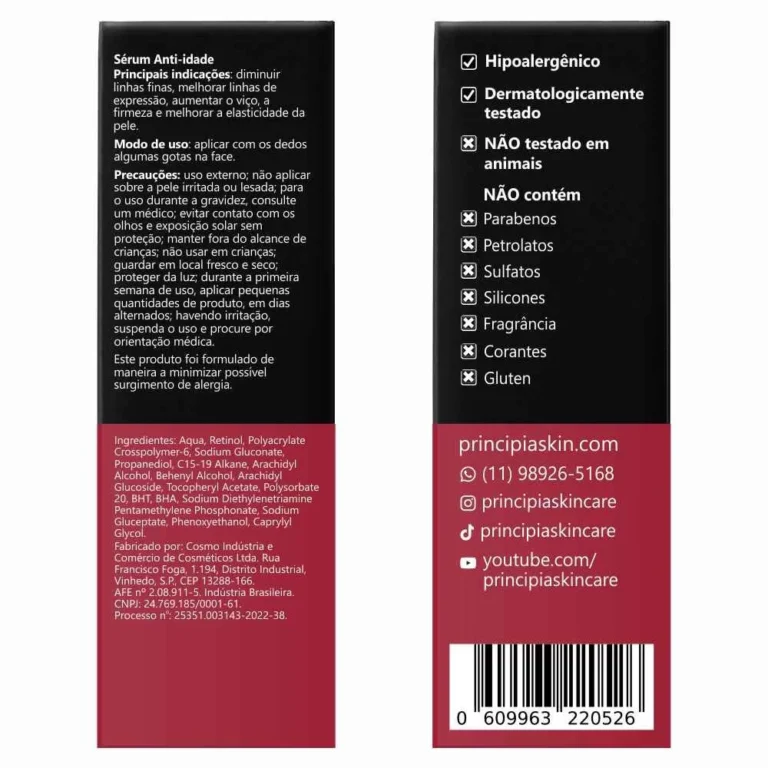 Sérum Anti-idade
Principais indicações: diminuir
linhas finas, melhorar linhas de
expressão, aumentar o viço, a
firmeza e melhorar a elasticidade da
pele.
Modo de uso: aplicar com os dedos
algumas gotas na face.
Precauções: uso externo; não aplicar
sobre a pele irritada ou lesada; para
o uso durante a gravidez, consulte
um médico; evitar contato com os
olhos e exposição solar sem
proteção; manter fora do alcance de
crianças; não usar em crianças;
guardar em local fresco e seco;
proteger da luz; durante a primeira
semana de uso, aplicar pequenas
quantidades de produto, em dias
alternados; havendo irritação,
suspenda o uso e procure por
orientação médica.
Este produto foi formulado de
maneira a minimizar possível
surgimento de alergia.
Ingredientes: Aqua, Retinol, Polyacrylate
Crosspolymer-6, Sodium Gluconate,
Propanediol, C15-19 Alkane, Arachidyl
Alcohol, Behenyl Alcohol, Arachidyl
Glucoside, Tocopheryl Acetate, Polysorbate
20, BHT, BHA, Sodium Diethylenetriamine
Pentamethylene Phosphonate, Sodium
Gluceptate, Phenoxyethanol, Caprylyl
Glycol.
Fabricado por: Cosmo Indústria e
Comércio de Cosméticos Ltda. Rua
Francisco Foga, 1.194, Distrito Industrial,
Vinhedo, S.P., CEP 13288-166.
AFE nº 2.08.911-5. Indústria Brasileira.
CNPJ: 24.769.185/0001-61.
Processo n°: 25351.003143-2022-38.
Hipoalergênico
Dermatologicamente
testado
NÃO testado em
animais
NÃO contém
Parabenos
Petrolatos
Sulfatos
Silicones
Fragrância
Corantes
Gluten
principiaskin.com
(11) 98926-5168
principiaskincare
principiaskincare
youtube.com/
principiaskincare
0 609963 220526